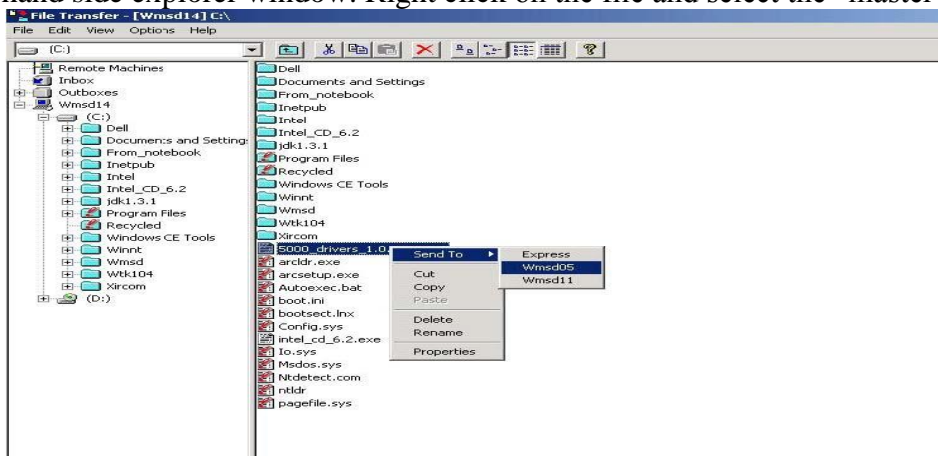 hand side explorer window. Right click on the file and select the "master
File Transfer - [Wmsd14] C:\
File Edit View Options Help
(C:)
Remote Machines
Inbox
Outboxes
Wmsd14
(C:)
Dell
Documents and Setting
From_notebook
Inetpub
Intel
Intel_CD_6.2
jdk1.3.1
Program Files
Recycled
Windows CE Tools
Winnt
Wmsd
Wtk104
Xircom
(D:)
Dell
Documents and Settings
From_notebook
Inetpub
Intel
Intel_CD_6.2
jdk1.3.1
Program Files
Recycled
Windows CE Tools
Winnt
Wmsd
Wtk104
Xircom
5000_drivers_1.0
arcldr.exe
arcsetup.exe
Autoexec.bat
boot.ini
bootsect.lnx
Config.sys
intel_cd_6.2.exe
Io.sys
Msdos.sys
Ntdetect.com
ntldr
pagefile.sys
Send To
Cut
Copy
Paste
Delete
Rename
Properties
Express
Wmsd05
Wmsd11